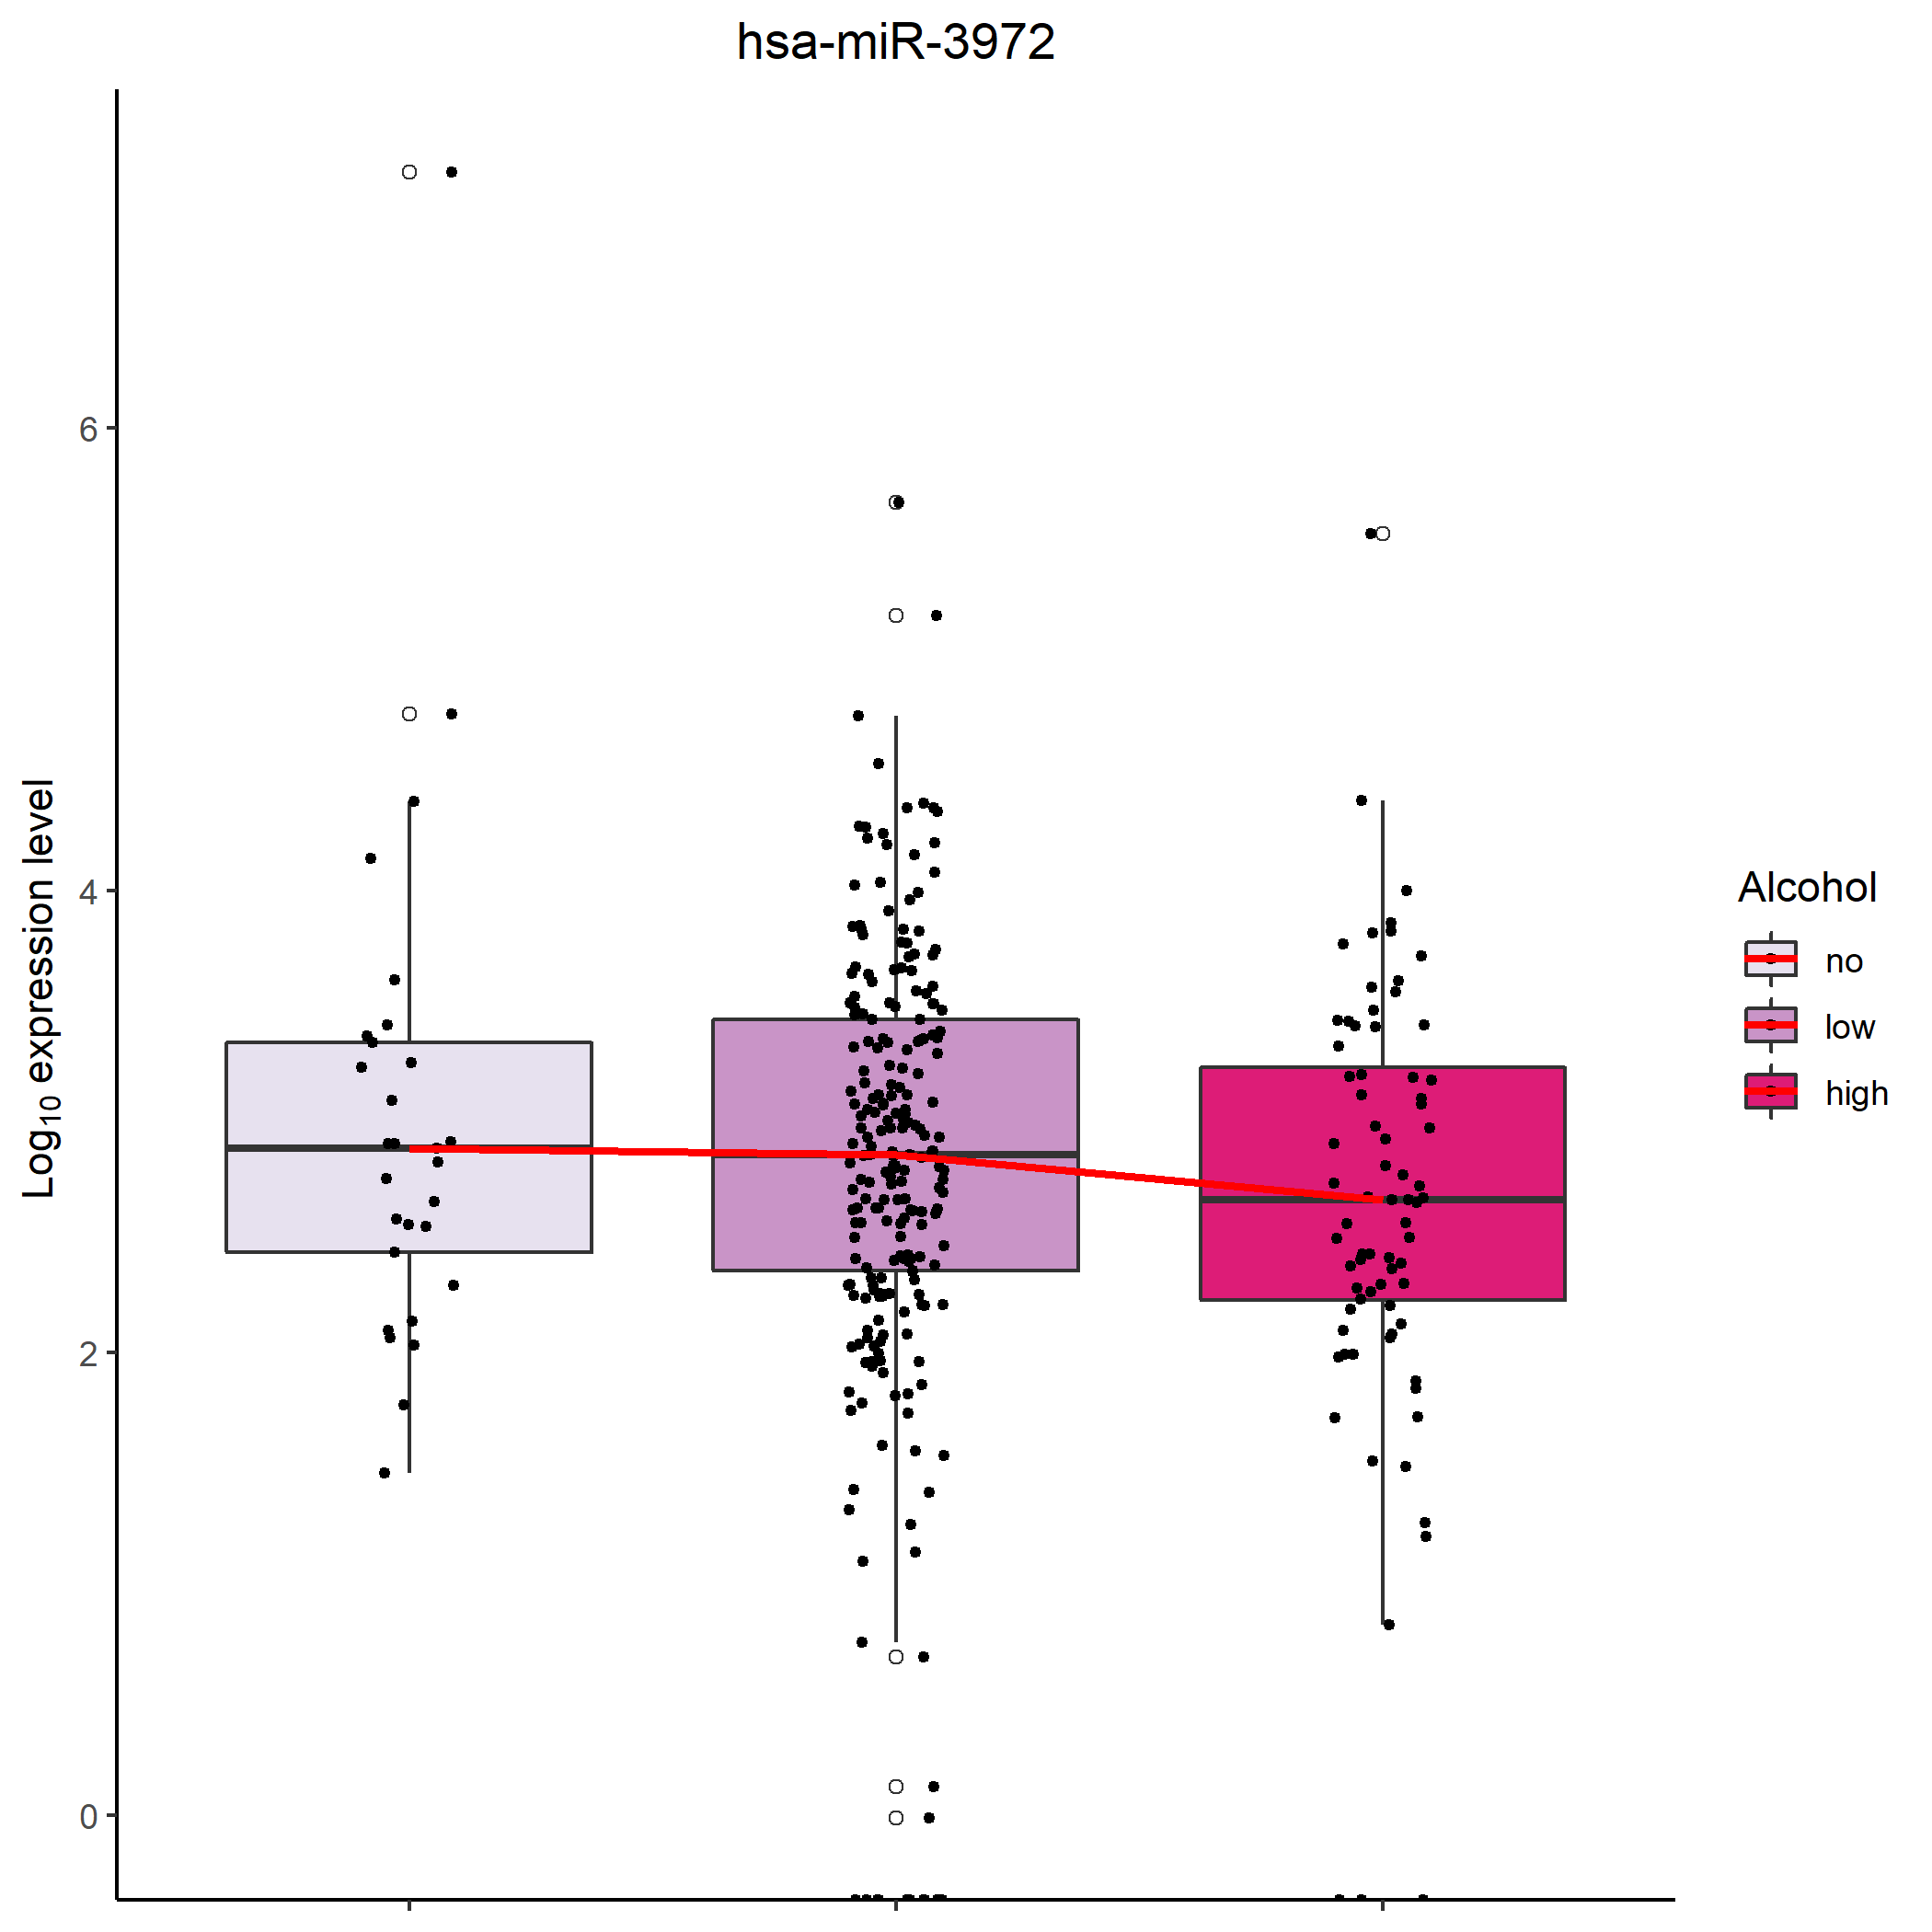 hsa-miR-3972
Log₁₀ expression level
6
4
2
0
Alcohol
no
low
high